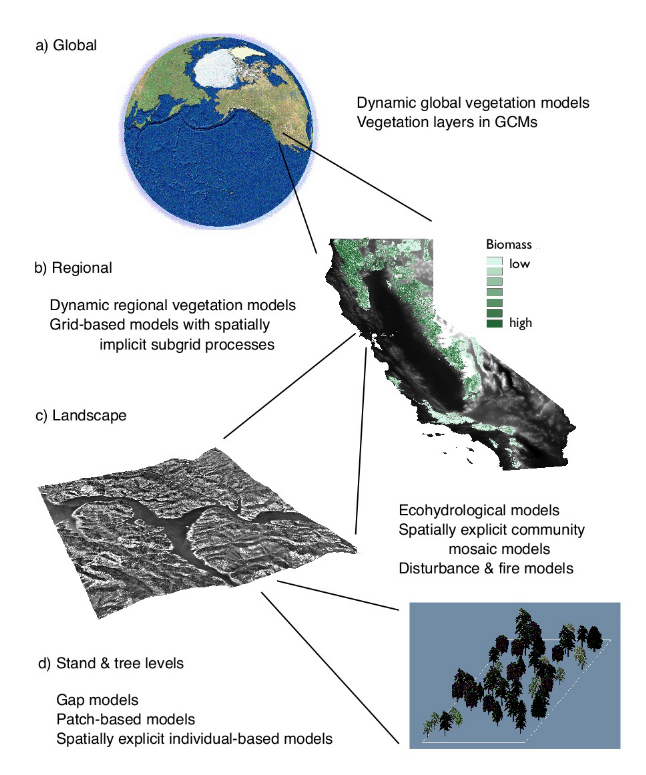 a) Global
Dynamic global vegetation models
Vegetation layers in GCMs
b) Regional
Dynamic regional vegetation models
Grid-based models with spatially
implicit subgrid processes
Biomass
low
high
c) Landscape
Ecohydrological models
Spatially explicit community
mosaic models
Disturbance & fire models
d) Stand & tree levels
Gap models
Patch-based models
Spatially explicit individual-based models